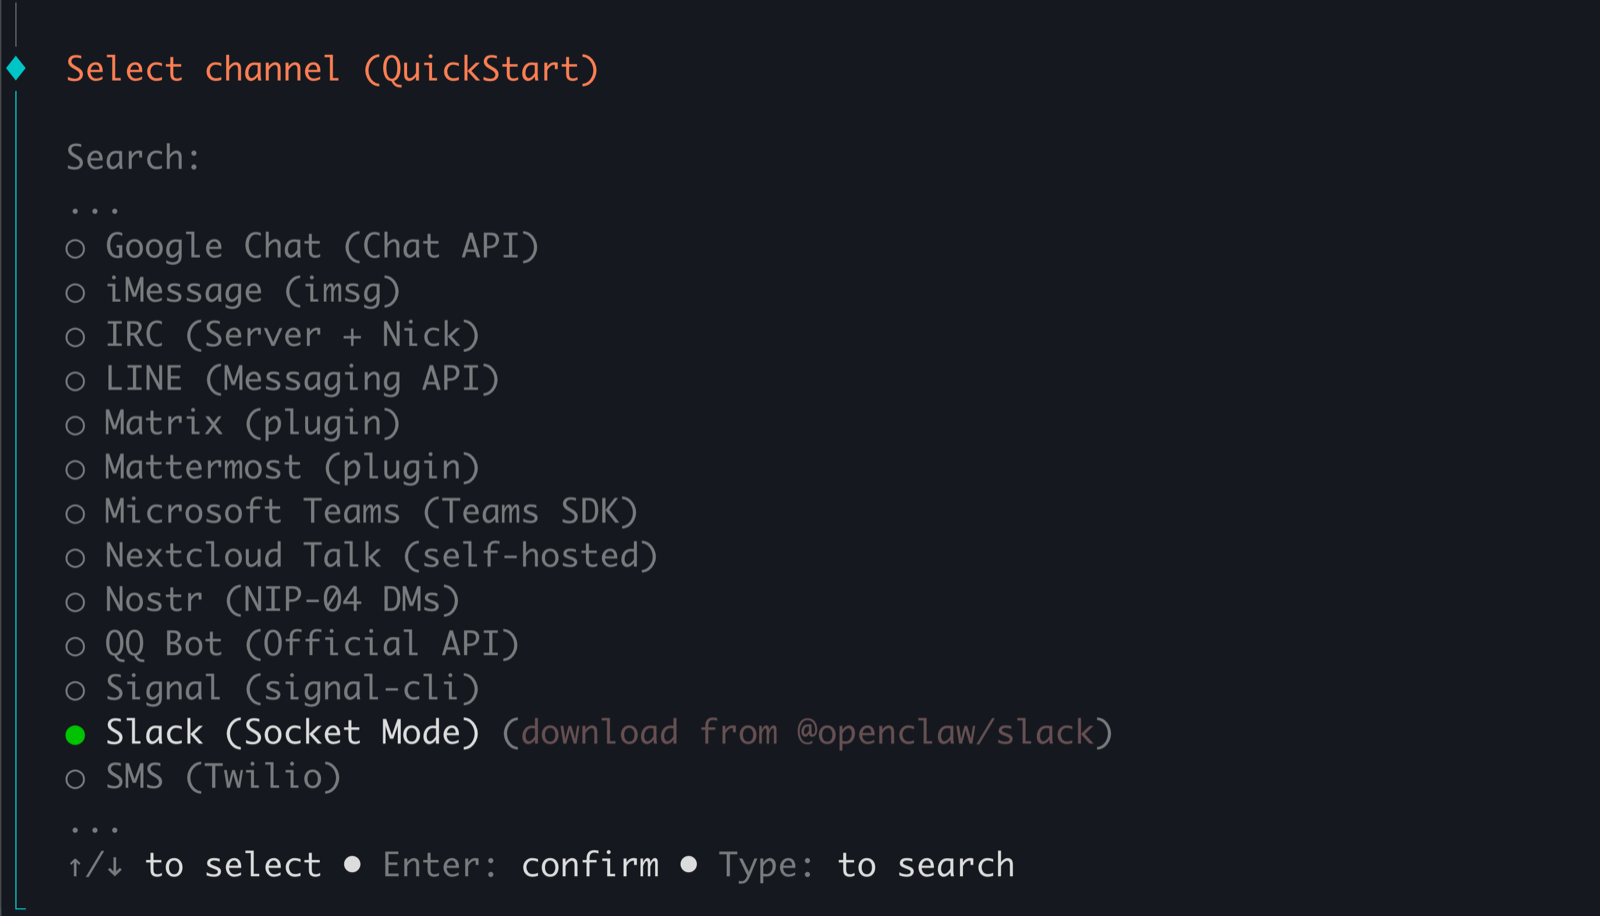 Select channel (QuickStart)
Search:
...
○ Google Chat (Chat API)
○ iMessage (imsg)
○ IRC (Server + Nick)
○ LINE (Messaging API)
○ Matrix (plugin)
○ Mattermost (plugin)
○ Microsoft Teams (Teams SDK)
○ Nextcloud Talk (self-hosted)
○ Nostr (NIP-04 DMs)
○ QQ Bot (Official API)
○ Signal (signal-cli)
● Slack (Socket Mode) (download from @openclaw/slack)
○ SMS (Twilio)
...
↑/↓ to select • Enter: confirm • Type: to search